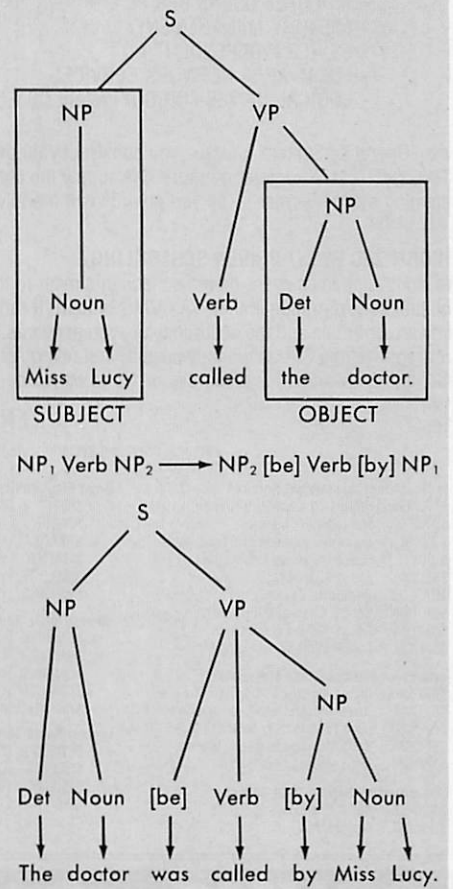 S
NP VP
NP
Noun Verb Det Noun
Miss Lucy called the doctor.
SUBJECT OBJECT
NP₁ Verb NP₂ ⟶ NP₂ [be] Verb [by] NP₁
S
NP VP
NP
Det Noun [be] Verb [by] Noun
The doctor was called by Miss Lucy.